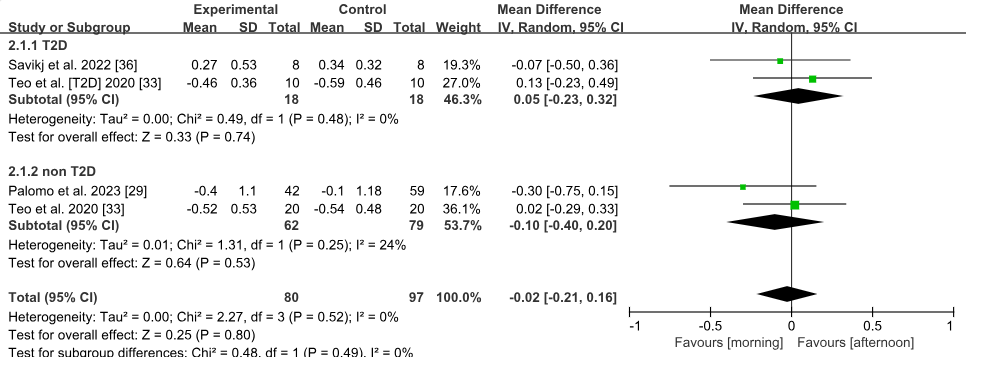 Experimental Control Mean Difference Mean Difference
Study or Subgroup Mean SD Total Mean SD Total Weight IV, Random, 95% CI IV, Random, 95% CI
2.1.1 T2D
Savikj et al. 2022 [36] 0.27 0.53 8 0.34 0.32 8 19.3% -0.07 [-0.50, 0.36]
Teo et al. [T2D] 2020 [33] -0.46 0.36 10 -0.59 0.46 10 27.0% 0.13 [-0.23, 0.49]
Subtotal (95% CI) 18 18 46.3% 0.05 [-0.23, 0.32]
Heterogeneity: Tau² = 0.00; Chi² = 0.49, df = 1 (P = 0.48); I² = 0%
Test for overall effect: Z = 0.33 (P = 0.74)
2.1.2 non T2D
Palomo et al. 2023 [29] -0.4 1.1 42 -0.1 1.18 59 17.6% -0.30 [-0.75, 0.15]
Teo et al. 2020 [33] -0.52 0.53 20 -0.54 0.48 20 36.1% 0.02 [-0.29, 0.33]
Subtotal (95% CI) 62 79 53.7% -0.10 [-0.40, 0.20]
Heterogeneity: Tau² = 0.01; Chi² = 1.31, df = 1 (P = 0.25); I² = 24%
Test for overall effect: Z = 0.64 (P = 0.53)
Total (95% CI) 80 97 100.0% -0.02 [-0.21, 0.16]
Heterogeneity: Tau² = 0.00; Chi² = 2.27, df = 3 (P = 0.52); I² = 0%
Test for overall effect: Z = 0.25 (P = 0.80)
Test for subgroup differences: Chi² = 0.48, df = 1 (P = 0.49), I² = 0%
-1 -0.5 0 0.5 1
Favours [morning] Favours [afternoon]